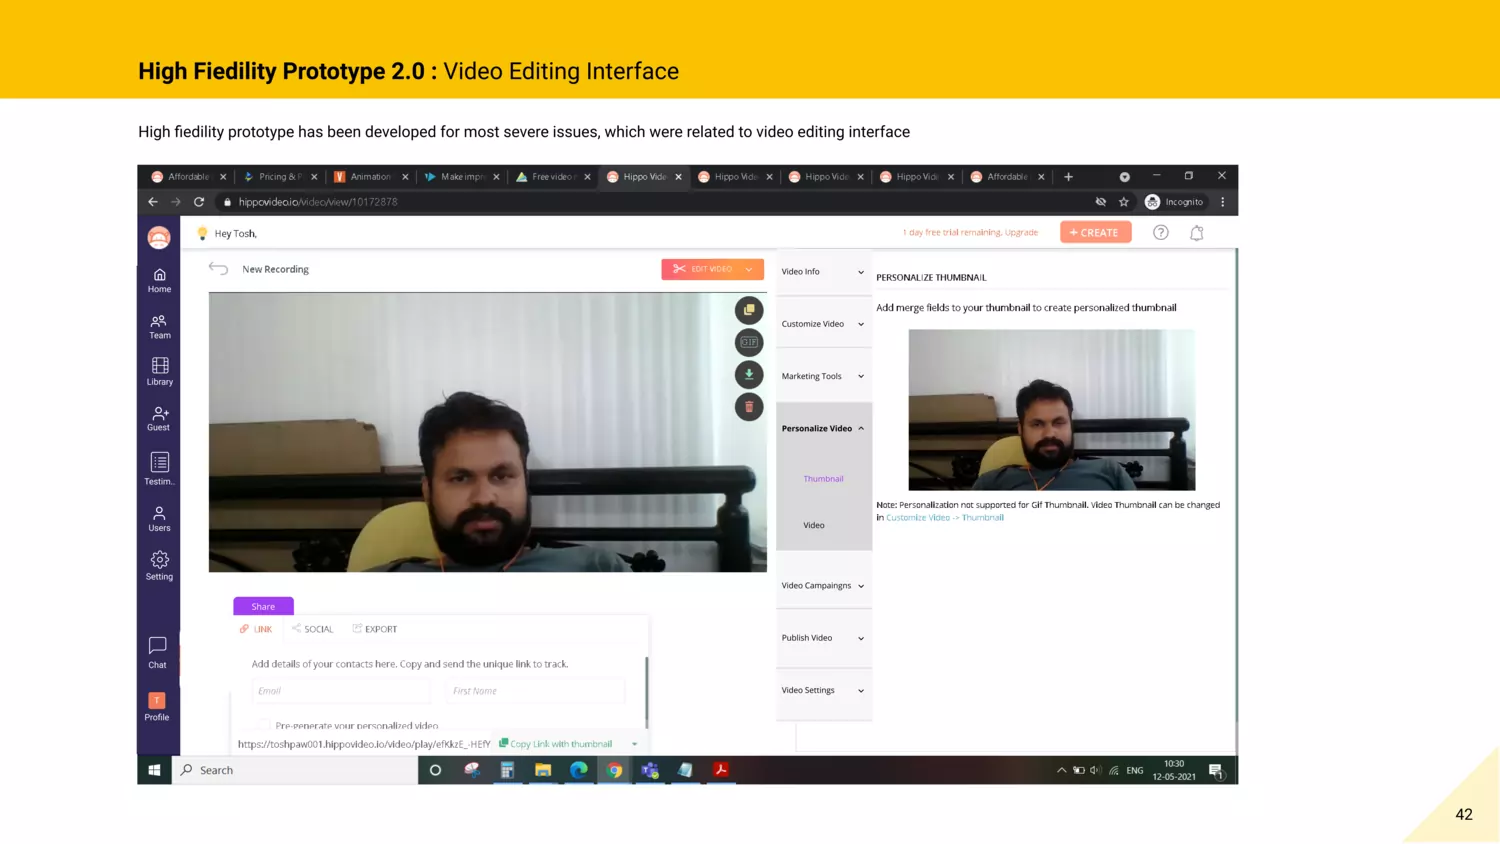 High Fiedility Prototype 2.0 : Video Editing Interface
High fiedility prototype has been developed for most severe issues, which were related to video editing interface
Affordable
Pricing & P
Animation
Make impr
Free video
Hippo Vide
Hippo Vide
Hippo Vide
Hippo Vide
Affordable
hippovideo.io/video/view/10172878
Incognito
Hey Tosh,
1 day free trial remaining. Upgrade
+ CREATE
Home
Team
Library
Guest
Testim..
Users
Setting
Chat
T
Profile
New Recording
EDIT VIDEO
GIF
Video Info
Customize Video
Marketing Tools
Personalize Video
Thumbnail
Video
Video Campaingns
Publish Video
Video Settings
PERSONALIZE THUMBNAIL
Add merge fields to your thumbnail to create personalized thumbnail
Note: Personalization not supported for Gif Thumbnail. Video Thumbnail can be changed
in Customize Video -> Thumbnail
Share
LINK
SOCIAL
EXPORT
Add details of your contacts here. Copy and send the unique link to track.
Email
First Name
Pre-generate your personalized video
https://toshpaw001.hippovideo.io/video/play/efKkzE_-HEfY
Copy Link with thumbnail
Search
ENG
10:30
12-05-2021
1
42